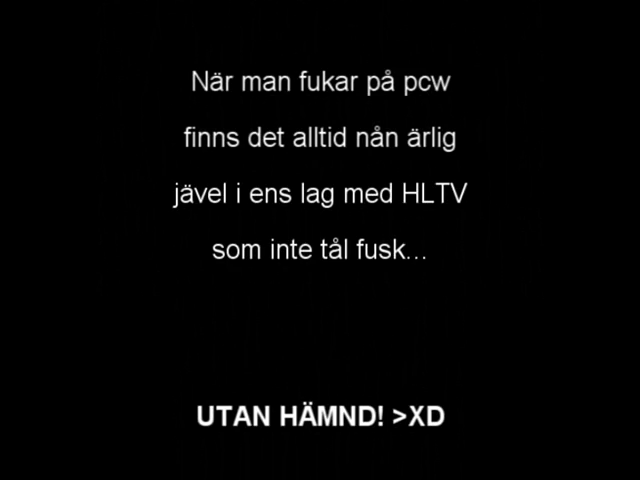 När man fukar på pcw
finns det alltid nån ärlig
jävel i ens lag med HLTV
som inte tål fusk...
UTAN HÄMND! >XD